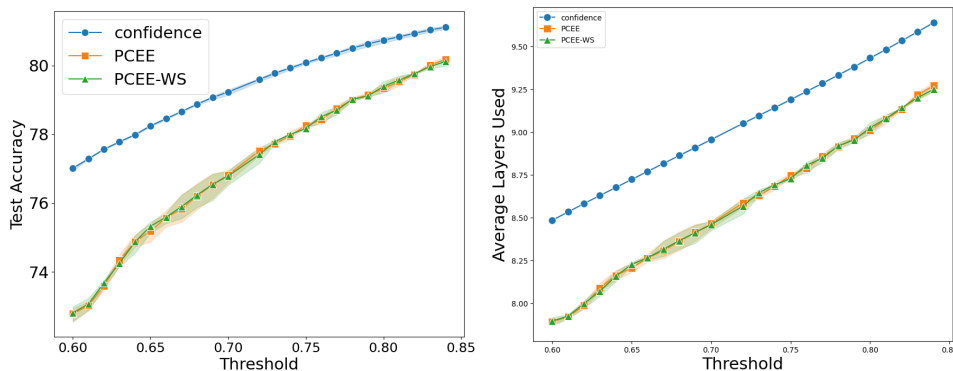 confidence
PCEE
PCEE-WS
Test Accuracy
80
78
76
74
0.60 0.65 0.70 0.75 0.80 0.85
Threshold
confidence
PCEE
PCEE-WS
Average Layers Used
9.50
9.25
9.00
8.75
8.50
8.25
8.00
0.60 0.65 0.70 0.75 0.80
Threshold